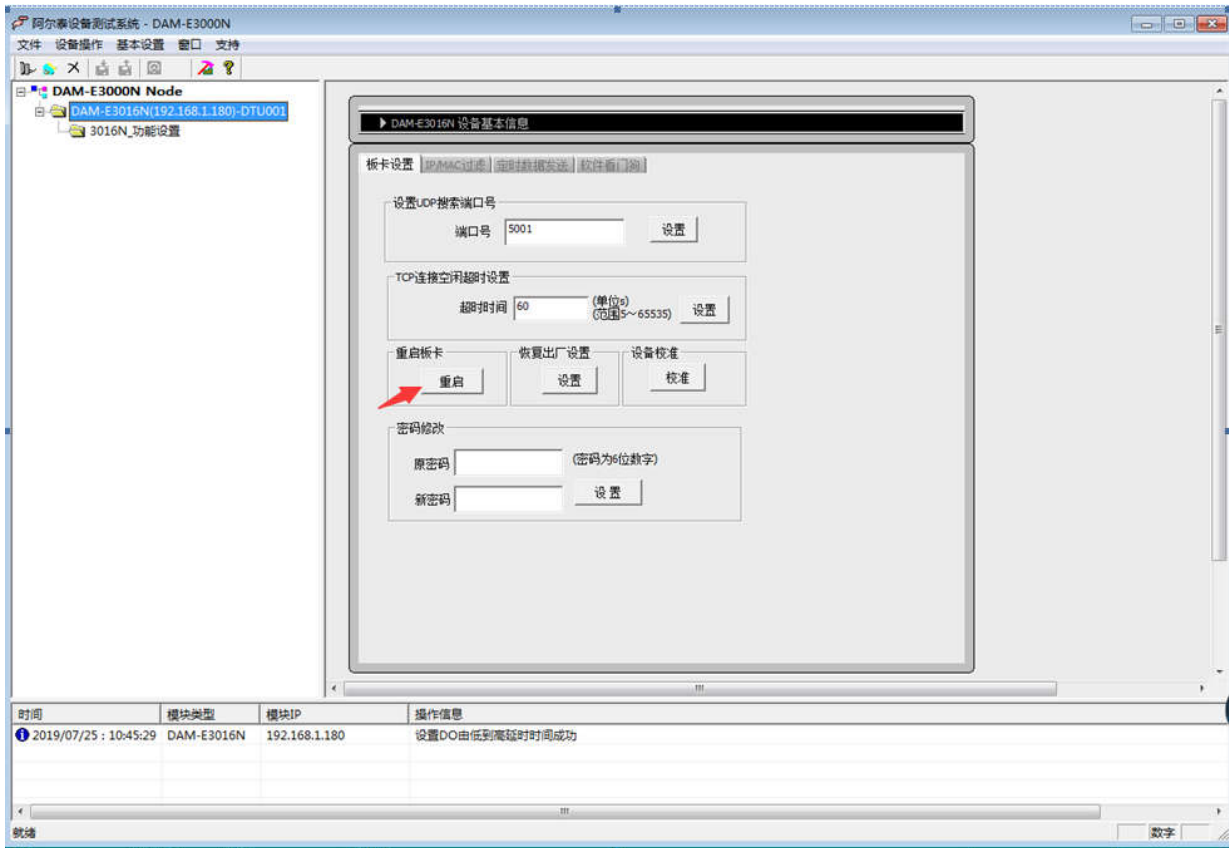 阿尔泰设备测试系统 - DAM-E3000N
文件 设备操作 基本设置 窗口 支持
DAM-E3000N Node
DAM-E3016N(192.168.1.180)-DTU001
3016N_功能设置
DAM-E3016N 设备基本信息
板卡设置 IP/MAC过滤 定时数据发送 软件看门狗
设置UDP搜索端口号
端口号 5001 设置
TCP连接空闲超时设置
超时时间 60 (单位s) (范围5～65535) 设置
重启板卡 恢复出厂设置 设备校准
重启 设置 校准
密码修改
原密码 (密码为6位数字)
新密码 设置
时间 模块类型 模块IP 操作信息
2019/07/25 : 10:45:29 DAM-E3016N 192.168.1.180 设置DO由低到高延时时间成功
就绪 数字